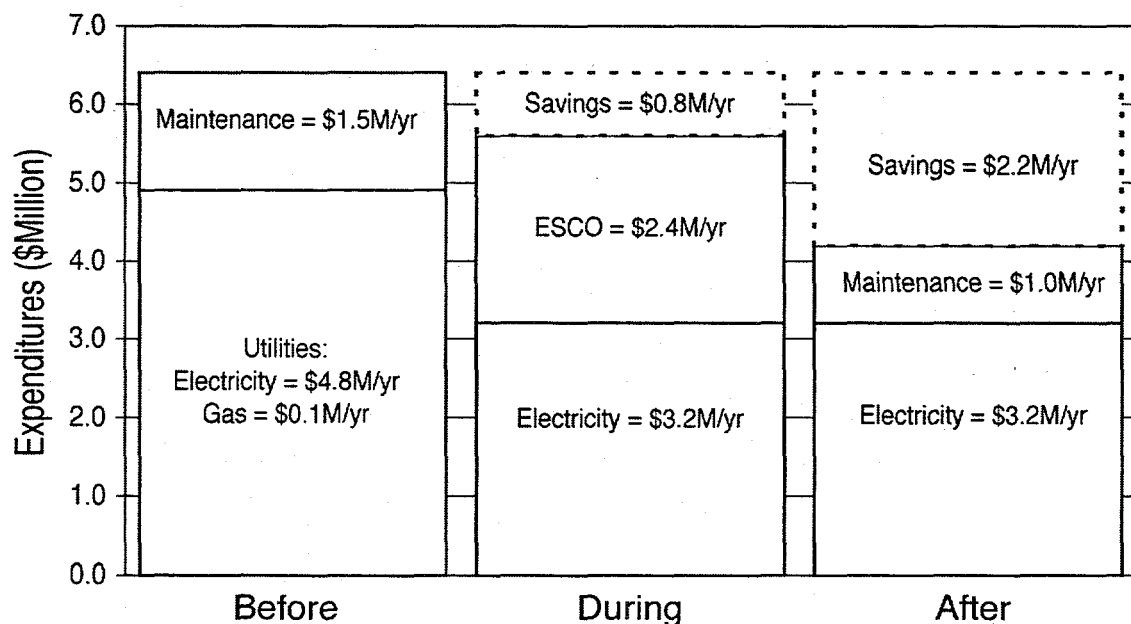 Expenditures ($Million)
7.0
6.0
5.0
4.0
3.0
2.0
1.0
0.0
Maintenance = $1.5M/yr
Utilities:
Electricity = $4.8M/yr
Gas = $0.1M/yr
Before
Savings = $0.8M/yr
ESCO = $2.4M/yr
Electricity = $3.2M/yr
During
Savings = $2.2M/yr
Maintenance = $1.0M/yr
Electricity = $3.2M/yr
After